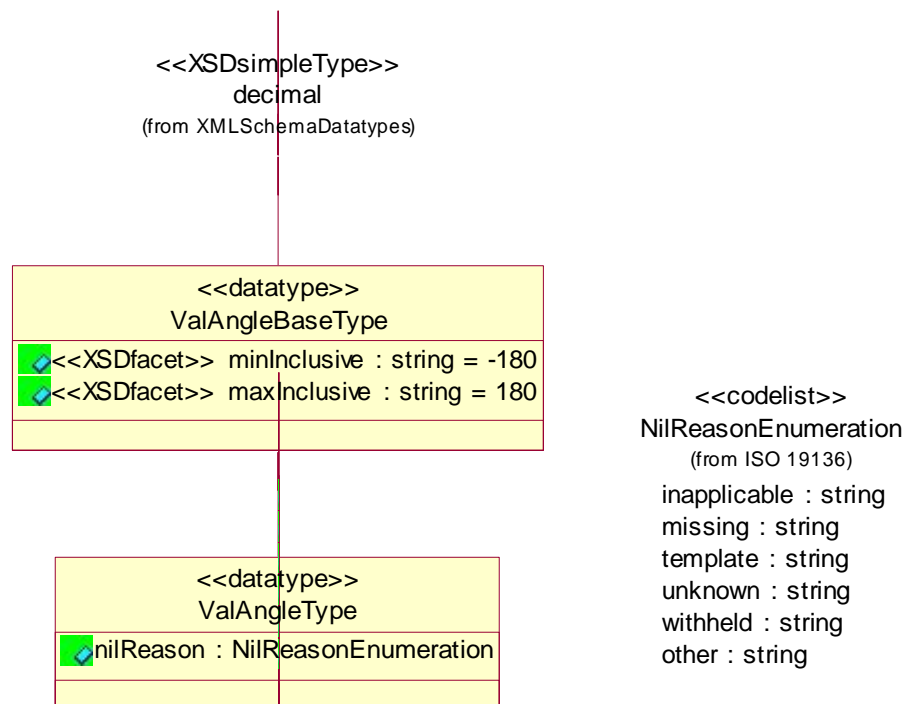 <<XSDsimpleType>>
decimal
(from XMLSchemaDatatypes)
<<datatype>>
ValAngleBaseType
<<XSDfacet>> minInclusive : string = -180
<<XSDfacet>> maxInclusive : string = 180
<<datatype>>
ValAngleType
nilReason : NilReasonEnumeration
<<codelist>>
NilReasonEnumeration
(from ISO 19136)
inapplicable : string
missing : string
template : string
unknown : string
withheld : string
other : string